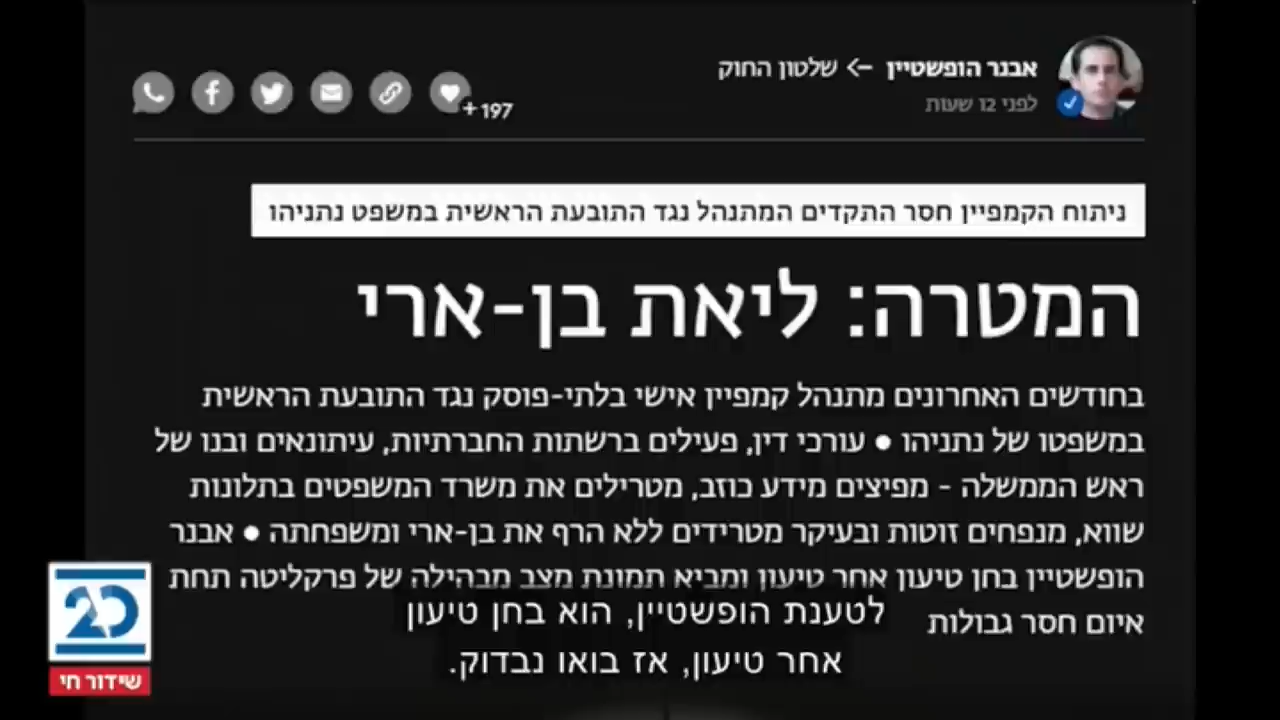 אבנר הופשטיין -> שלטון החוק
לפני 12 שעות
+197
ניתוח הקמפיין חסר התקדים המתנהל נגד התובעת הראשית במשפט נתניהו
המטרה: ליאת בן-ארי
בחודשים האחרונים מתנהל קמפיין אישי בלתי-פוסק נגד התובעת הראשית
במשפטו של נתניהו ● עורכי דין, פעילים ברשתות החברתיות, עיתונאים ובנו של
ראש הממשלה - מפיצים מידע כוזב, מטרילים את משרד המשפטים בתלונות
שווא, מנפחים זוטות ובעיקר מטרידים ללא הרף את בן-ארי ומשפחתה ● אבנר
הופשטיין בחן טיעון אחר טיעון ומביא תמונת מצב מבהילה של פרקליטה תחת
איום חסר גבולות
לטענת הופשטיין, הוא בחן טיעון
אחר טיעון, אז בואו נבדוק.
20
שידור חי